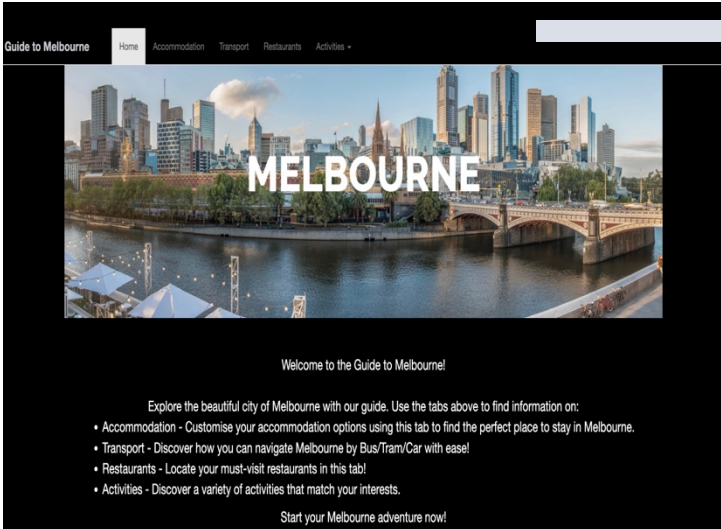 Guide to Melbourne
Home
Accommodation
Transport
Restaurants
Activities
MELBOURNE
Welcome to the Guide to Melbourne!
Explore the beautiful city of Melbourne with our guide. Use the tabs above to find information on:
• Accommodation - Customise your accommodation options using this tab to find the perfect place to stay in Melbourne.
• Transport - Discover how you can navigate Melbourne by Bus/Tram/Car with ease!
• Restaurants - Locate your must-visit restaurants in this tab!
• Activities - Discover a variety of activities that match your interests.
Start your Melbourne adventure now!